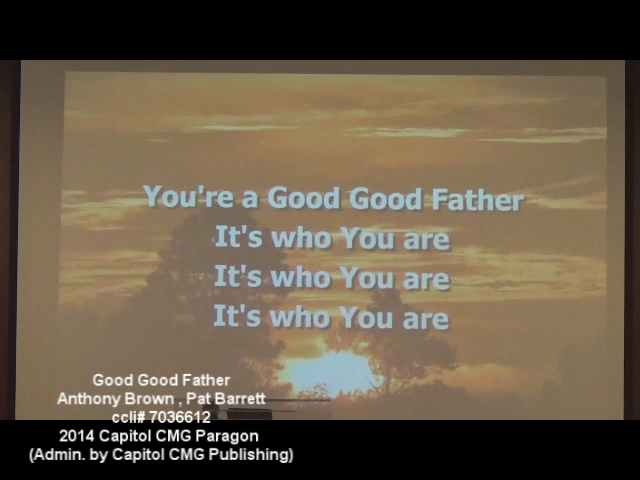 You're a Good Good Father
It's who You are
It's who You are
It's who You are
Good Good Father
Anthony Brown , Pat Barrett
ccli# 7036612
2014 Capitol CMG Paragon
(Admin. by Capitol CMG Publishing)